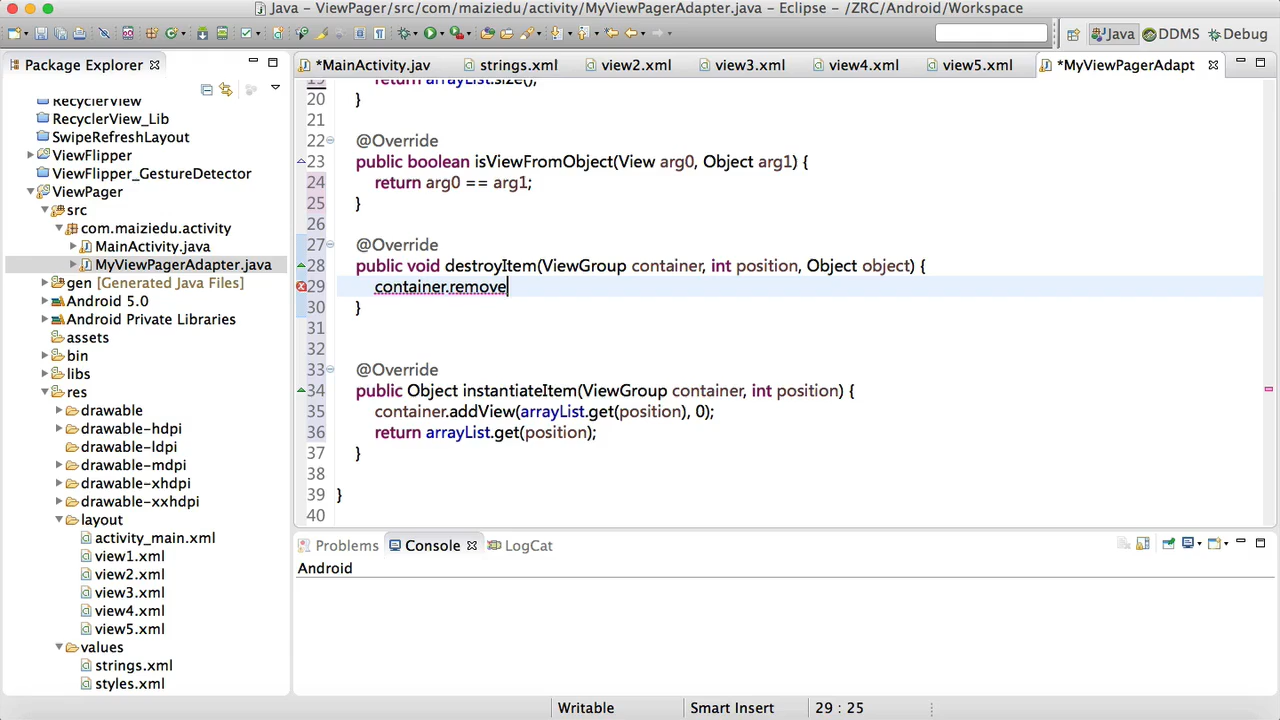 Java – ViewPager/src/com/maiziedu/activity/MyViewPagerAdapter.java – Eclipse – /ZRC/Android/Workspace
Java DDMS Debug
Package Explorer
*MainActivity.jav strings.xml view2.xml view3.xml view4.xml view5.xml *MyViewPagerAdapt
RecyclerView
RecyclerView_Lib
SwipeRefreshLayout
ViewFlipper
ViewFlipper_GestureDetector
ViewPager
src
com.maiziedu.activity
MainActivity.java
MyViewPagerAdapter.java
gen [Generated Java Files]
Android 5.0
Android Private Libraries
assets
bin
libs
res
drawable
drawable-hdpi
drawable-ldpi
drawable-mdpi
drawable-xhdpi
drawable-xxhdpi
layout
activity_main.xml
view1.xml
view2.xml
view3.xml
view4.xml
view5.xml
values
strings.xml
styles.xml
19 return arrayList.size();
20 }
21
22 @Override
23 public boolean isViewFromObject(View arg0, Object arg1) {
24 return arg0 == arg1;
25 }
26
27 @Override
28 public void destroyItem(ViewGroup container, int position, Object object) {
29 container.remove
30 }
31
32
33 @Override
34 public Object instantiateItem(ViewGroup container, int position) {
35 container.addView(arrayList.get(position), 0);
36 return arrayList.get(position);
37 }
38
39 }
40
Problems Console LogCat
Android
Writable Smart Insert 29 : 25